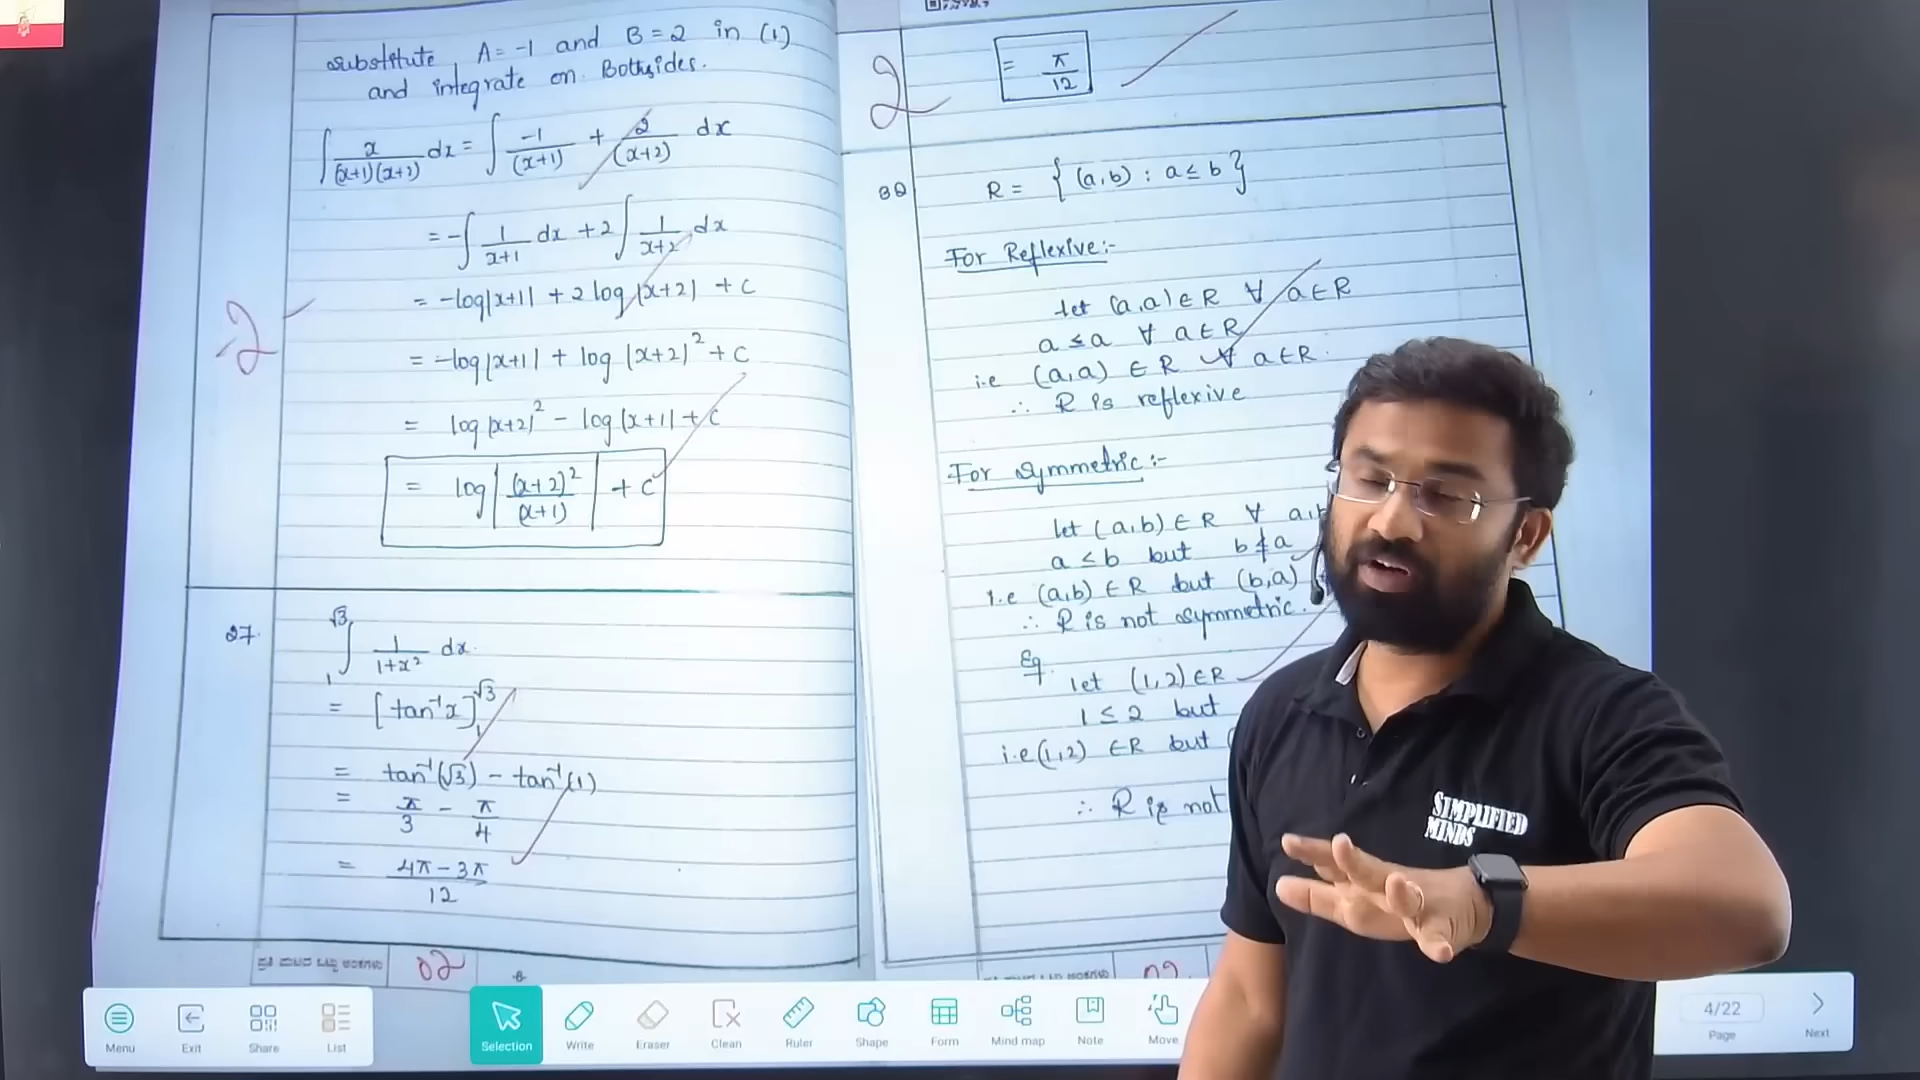 substitute, A = -1 and B = 2 in (1)
and integrate on Bothsides.
∫ x/(x+1)(x+2) dx = ∫ -1/(x+1) + 2/(x+2) dx
= -∫ 1/x+1 dx + 2∫ 1/x+2 dx
= -log|x+1| + 2 log|x+2| + c
= -log|x+1| + log |x+2|² + c
= log|x+2|² - log|x+1| + c
= log |(x+2)²/(x+1)| + c
2
27.
∫₁^√3 1/1+x² dx.
= [tan⁻¹x]₁^√3
= tan⁻¹(√3) - tan⁻¹(1)
= π/3 - π/4
= 4π - 3π/12
02
2
= π/12
R = {(a,b) : a ≤ b}
For Reflexive:-
let (a,a) ∈ R ∀ a∈R
a ≤ a ∀ a∈R
i.e (a,a) ∈ R ∀ a∈R.
∴ R is reflexive
For symmetric:-
let (a,b) ∈ R ∀
a ≤ b but b ≰ a
i.e (a,b) ∈ R but (b,a)
∴ R is not symmetric.
Eg.
let (1,2) ∈R
1 ≤ 2 but
i.e (1,2) ∈R but
∴ R is not
SIMPLIFIED
MINDS
Menu Exit Share List
Selection Write Eraser Clean Ruler Shape Form Mind map Note Move
4/22
Page
Next